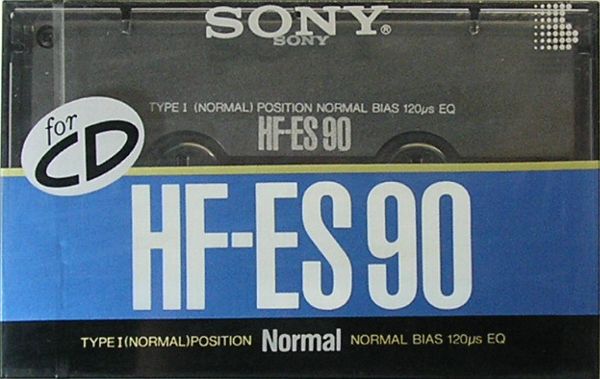 SONY®
SONY
TYPE I (NORMAL) POSITION NORMAL BIAS 120µs EQ
HF-ES 90
for
CD
HF-ES 90
TYPE I (NORMAL) POSITION Normal NORMAL BIAS 120µs EQ